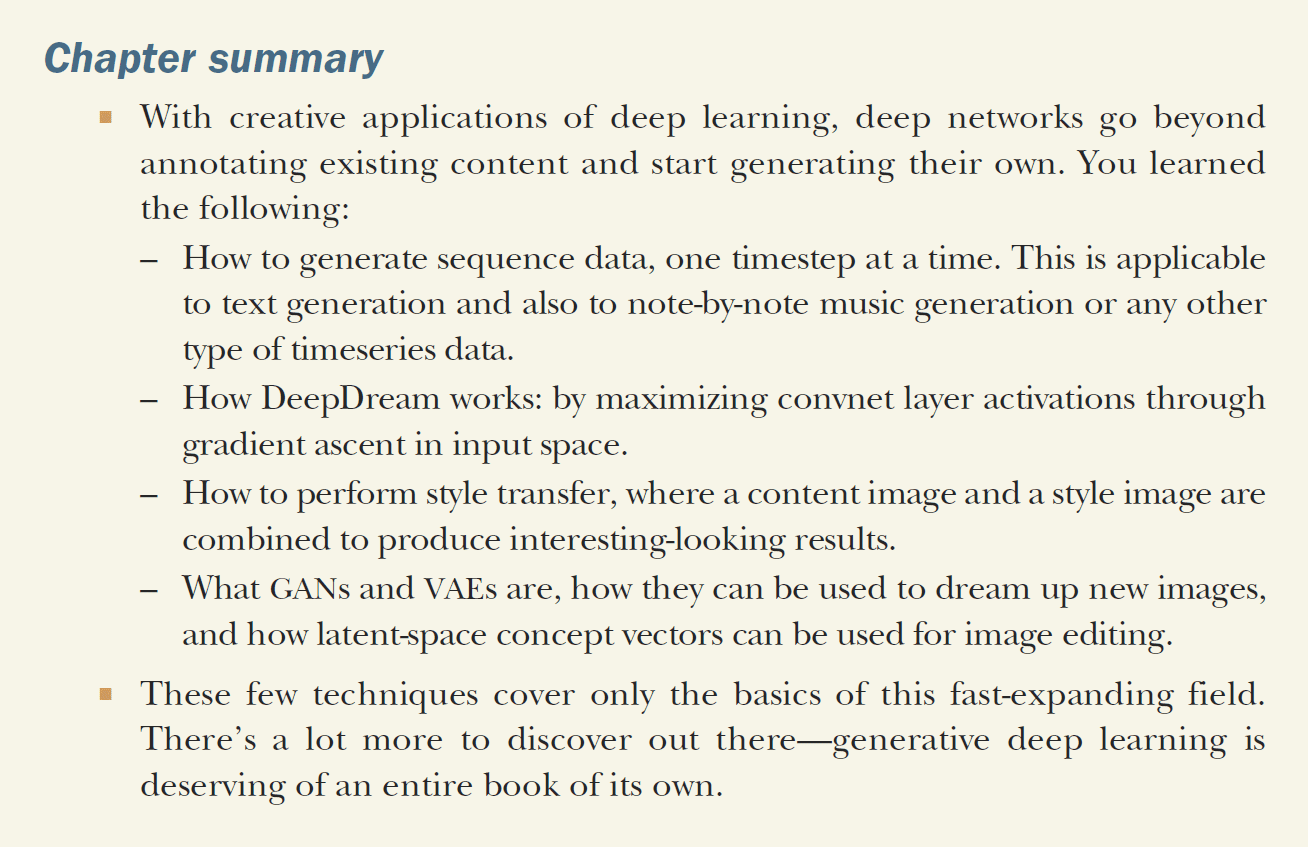 Chapter summary
■ With creative applications of deep learning, deep networks go beyond
annotating existing content and start generating their own. You learned
the following:
– How to generate sequence data, one timestep at a time. This is applicable
to text generation and also to note-by-note music generation or any other
type of timeseries data.
– How DeepDream works: by maximizing convnet layer activations through
gradient ascent in input space.
– How to perform style transfer, where a content image and a style image are
combined to produce interesting-looking results.
– What GANs and VAEs are, how they can be used to dream up new images,
and how latent-space concept vectors can be used for image editing.
■ These few techniques cover only the basics of this fast-expanding field.
There’s a lot more to discover out there—generative deep learning is
deserving of an entire book of its own.